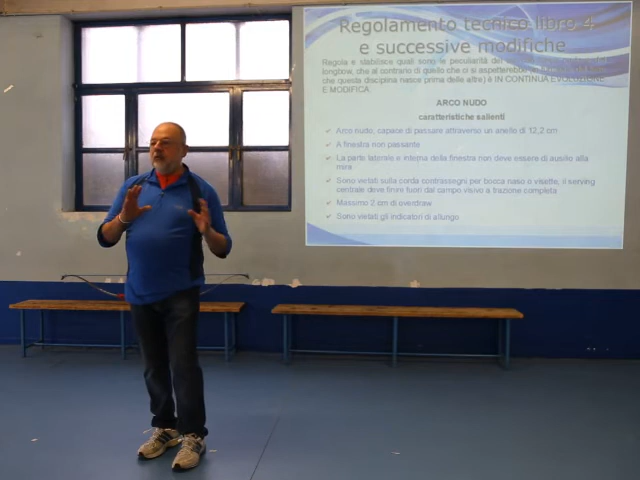 Regolamento tecnico libro 4
e successive modifiche
Regola e stabilisce quali sono le peculiarità
longbow, che al contrario di quello che ci si aspetterebbe
che questa disciplina nasce prima delle altre) è IN CONTINUA EVOLUZIONE
E MODIFICA
ARCO NUDO
caratteristiche salienti
Arco nudo, capace di passare attraverso un anello di 12,2 cm
A finestra non passante
La parte laterale e interna della finestra non deve essere di ausilio alla
mira
Sono vietati sulla corda contrassegni per bocca naso o visette, il serving
centrale deve finire fuori dal campo visivo a trazione completa
Massimo 2 cm di overdraw
Sono vietati gli indicatori di allungo